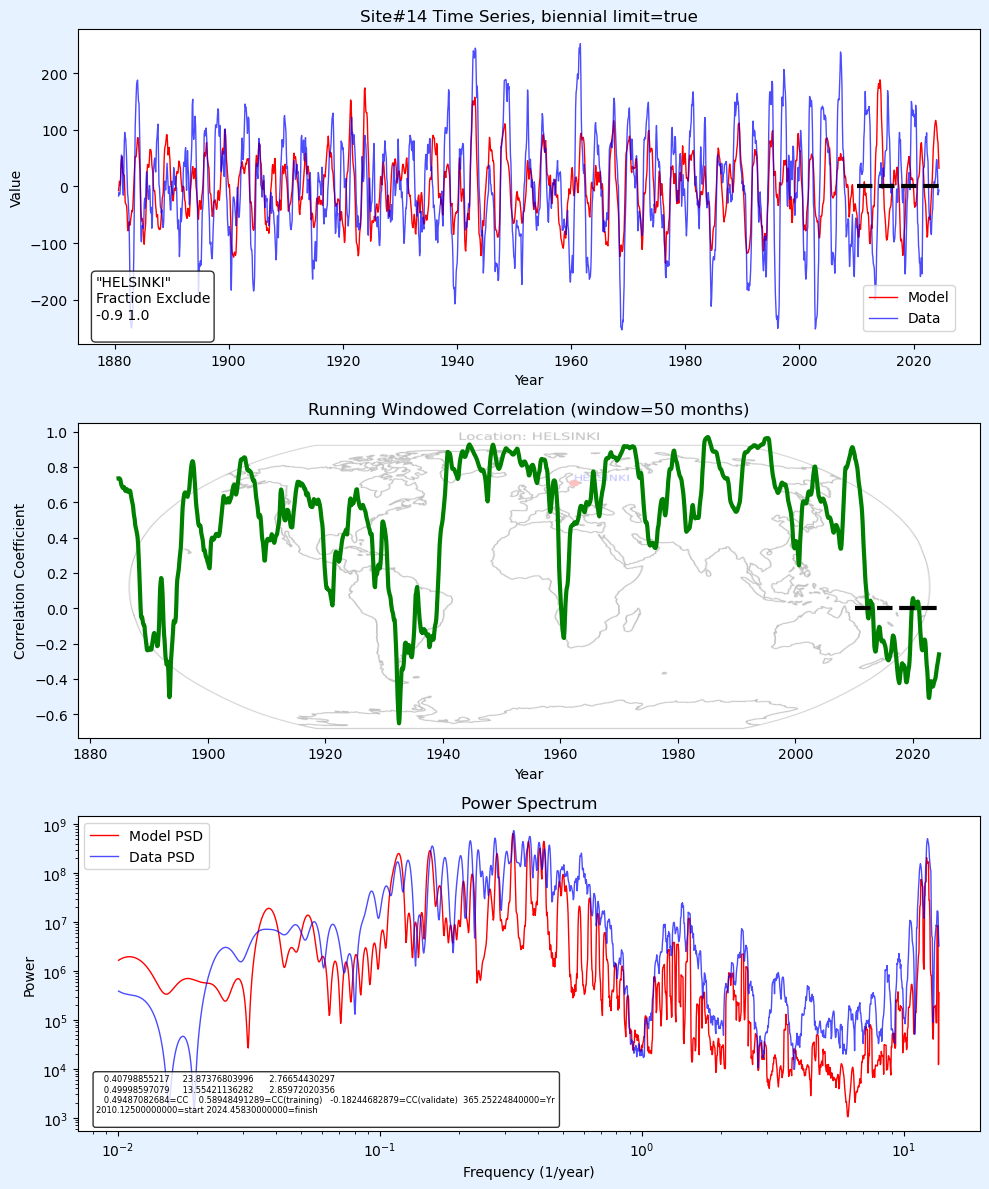 Site#14 Time Series, biennial limit=true
200
100
0
−100
−200
Value
"HELSINKI"
Fraction Exclude
-0.9 1.0
Model
Data
1880 1900 1920 1940 1960 1980 2000 2020
Year
Running Windowed Correlation (window=50 months)
Location: HELSINKI
HELSINKI
1.0
0.8
0.6
0.4
0.2
0.0
−0.2
−0.4
−0.6
Correlation Coefficient
1880 1900 1920 1940 1960 1980 2000 2020
Year
Power Spectrum
Model PSD
Data PSD
10⁹
10⁸
10⁷
10⁶
10⁵
10⁴
10³
Power
0.40798855217 23.87376803996 2.76654430297
0.49998597079 13.55421136282 2.85972020356
0.49487082684=CC 0.58948491289=CC(training) -0.18244682879=CC(validate) 365.25224840000=Yr
2010.12500000000=start 2024.45830000000=finish
10⁻² 10⁻¹ 10⁰ 10¹
Frequency (1/year)